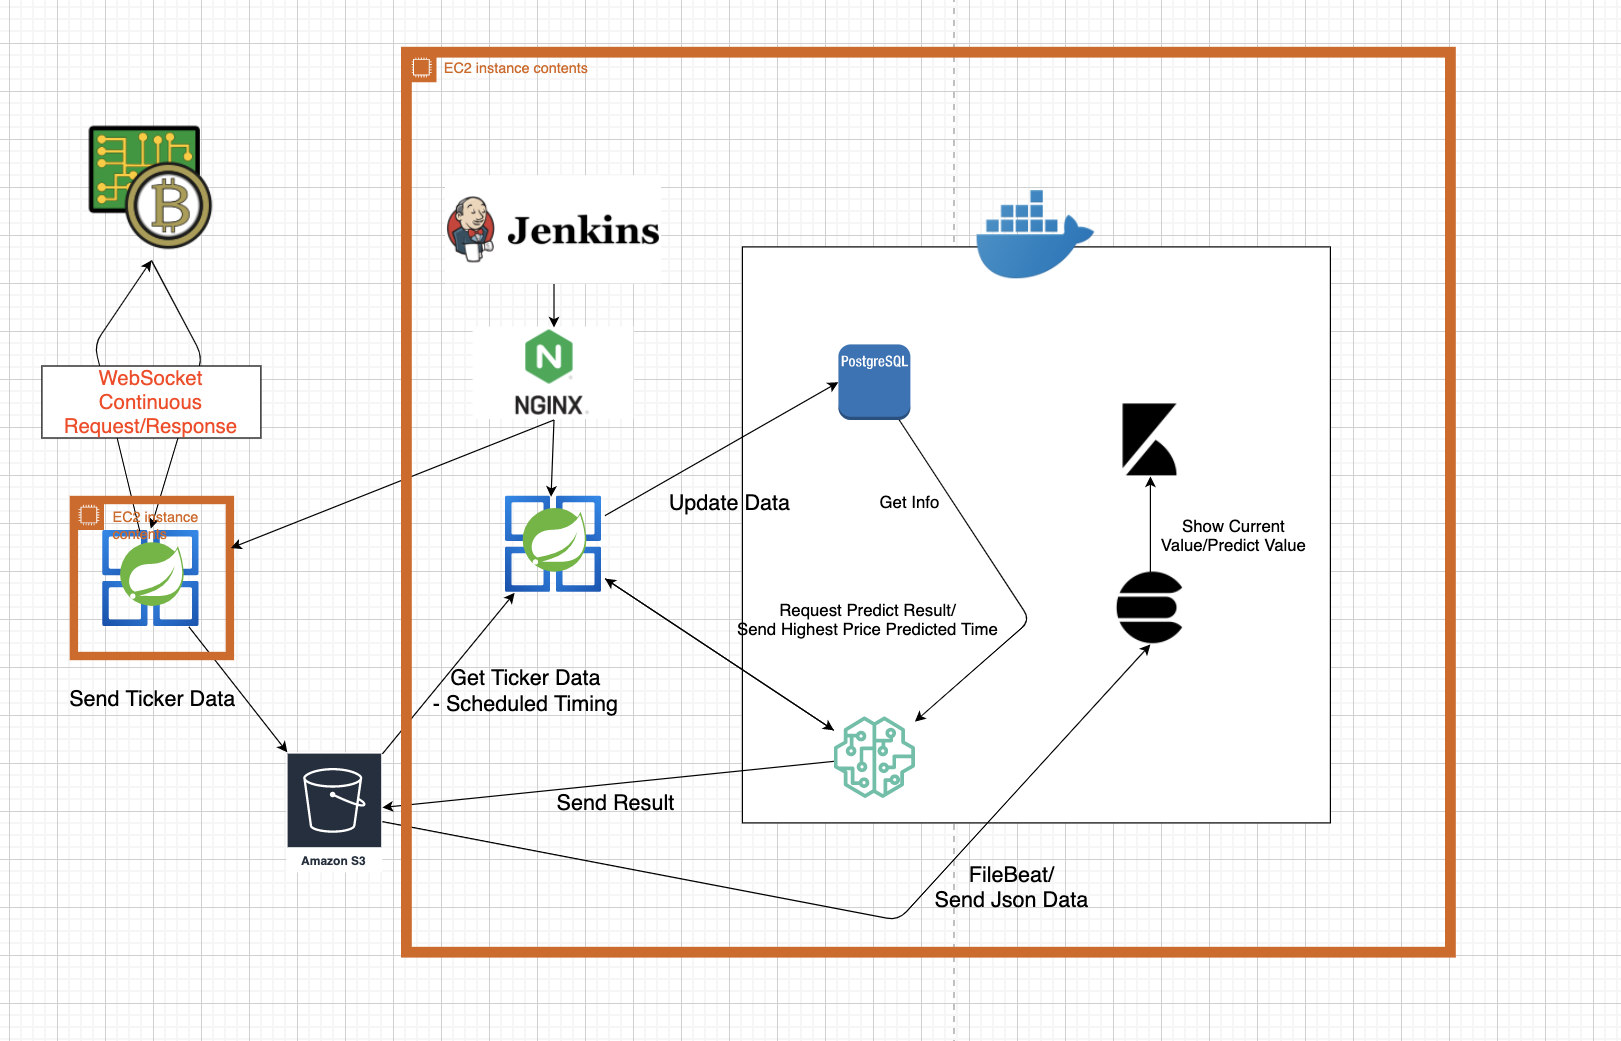 EC2 instance contents
Jenkins
NGINX
PostgreSQL
WebSocket
Continuous
Request/Response
Update Data
Get Info
EC2 instance
contents
Show Current
Value/Predict Value
Request Predict Result/
Send Highest Price Predicted Time
Get Ticker Data
- Scheduled Timing
Send Ticker Data
Send Result
Amazon S3
FileBeat/
Send Json Data